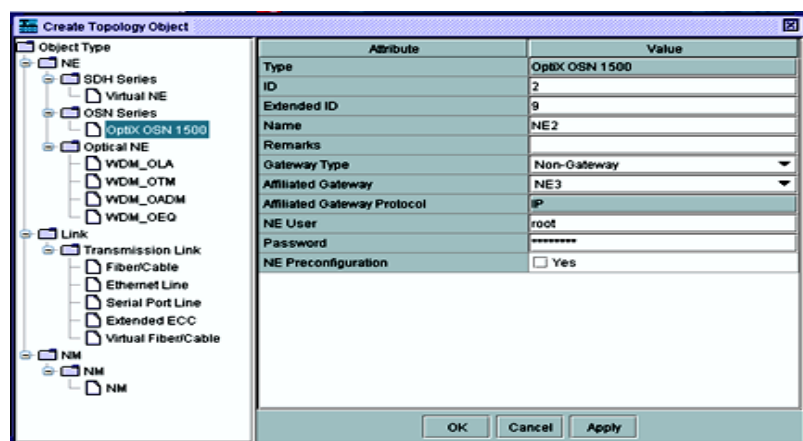 Create Topology Object
Object Type
NE
SDH Series
Virtual NE
OSN Series
OptiX OSN 1500
Optical NE
WDM_OLA
WDM_OTM
WDM_OADM
WDM_OEQ
Link
Transmission Link
Fiber/Cable
Ethernet Line
Serial Port Line
Extended ECC
Virtual Fiber/Cable
NM
NM
NM
Attribute Value
Type OptiX OSN 1500
ID 2
Extended ID 9
Name NE2
Remarks
Gateway Type Non-Gateway
Affiliated Gateway NE3
Affiliated Gateway Protocol IP
NE User root
Password ********
NE Preconfiguration Yes
OK Cancel Apply